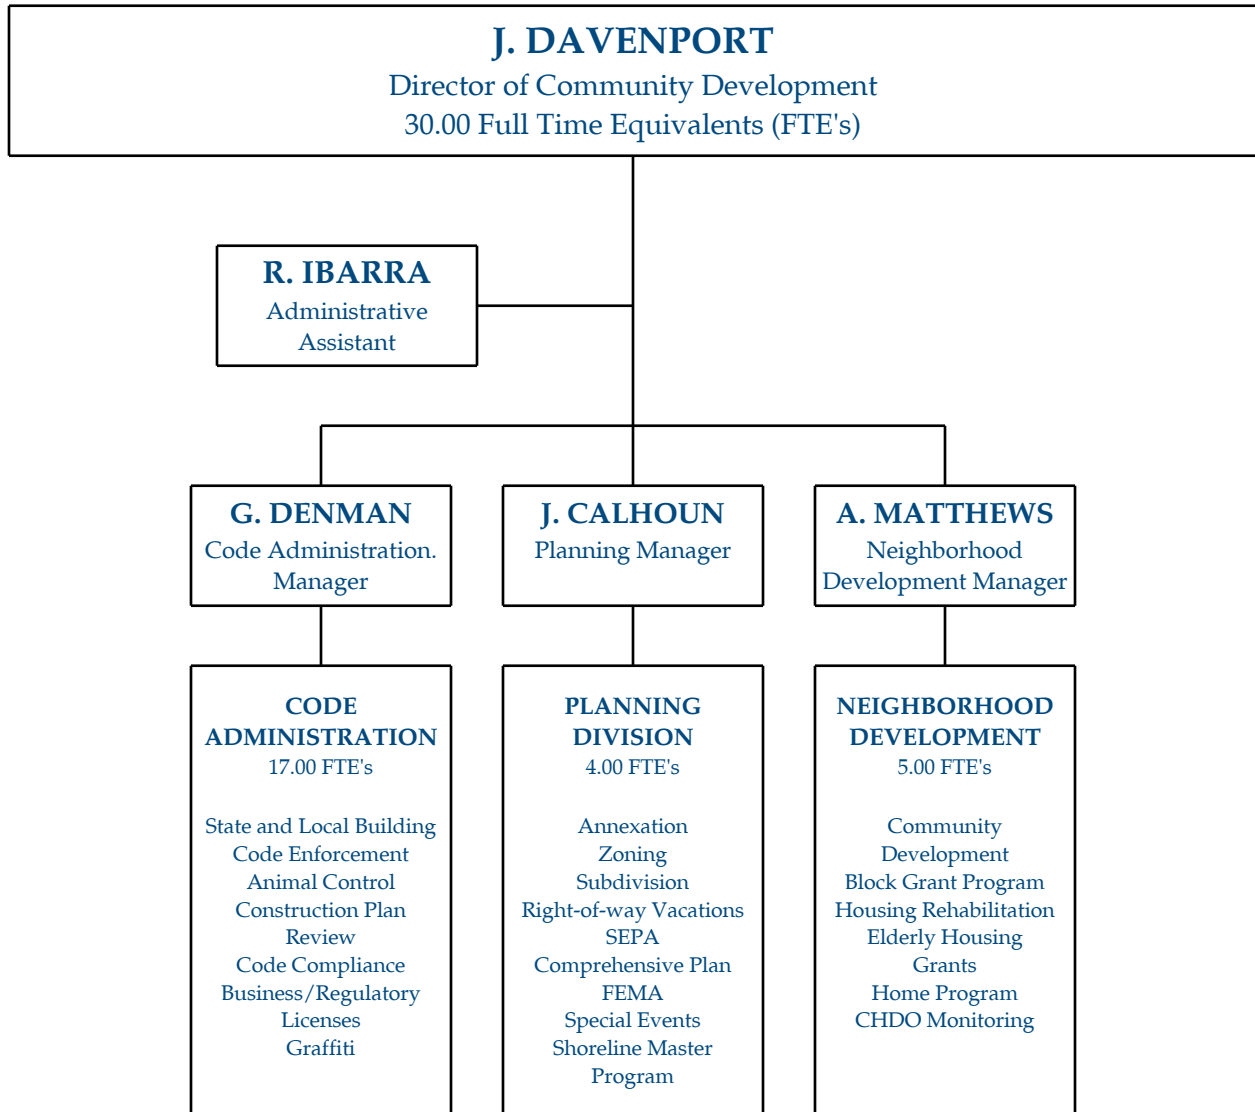 J. DAVENPORT
Director of Community Development
30.00 Full Time Equivalents (FTE's)
R. IBARRA
Administrative
Assistant
G. DENMAN
Code Administration.
Manager
J. CALHOUN
Planning Manager
A. MATTHEWS
Neighborhood
Development Manager
CODE
ADMINISTRATION
17.00 FTE's
State and Local Building
Code Enforcement
Animal Control
Construction Plan
Review
Code Compliance
Business/Regulatory
Licenses
Graffiti
PLANNING
DIVISION
4.00 FTE's
Annexation
Zoning
Subdivision
Right-of-way Vacations
SEPA
Comprehensive Plan
FEMA
Special Events
Shoreline Master
Program
NEIGHBORHOOD
DEVELOPMENT
5.00 FTE's
Community
Development
Block Grant Program
Housing Rehabilitation
Elderly Housing
Grants
Home Program
CHDO Monitoring